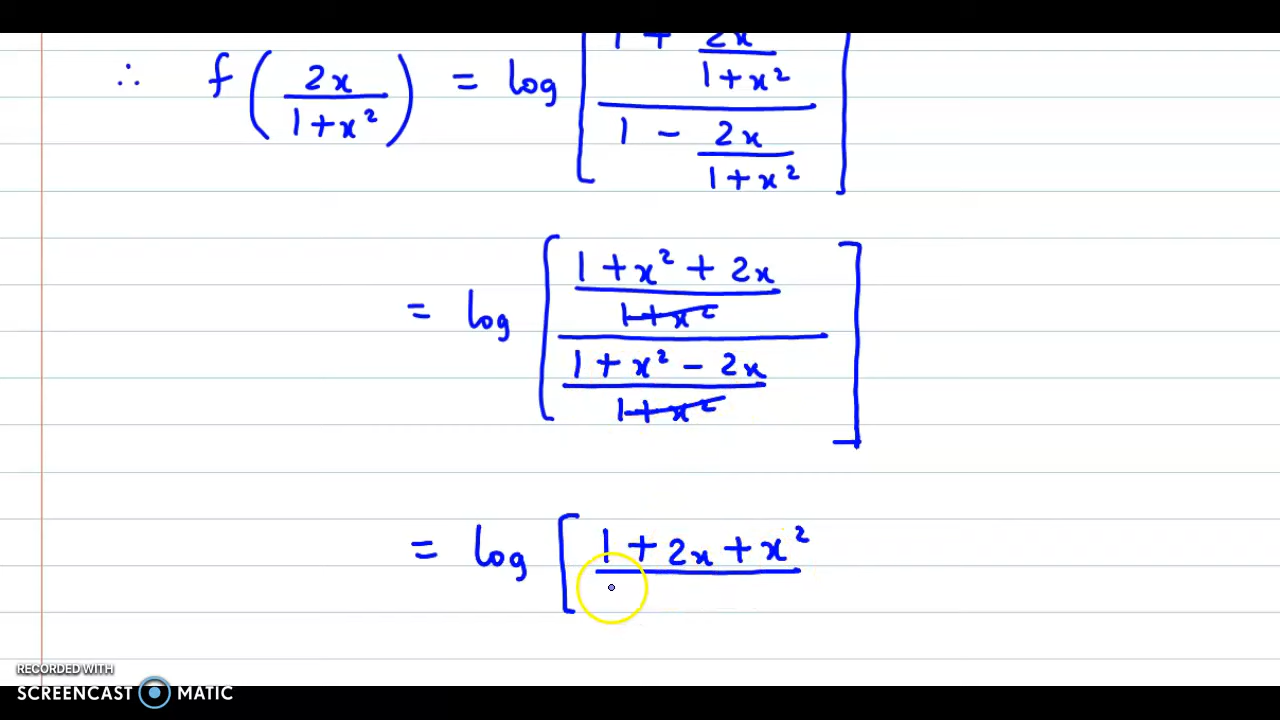 1 + 2x/1+x²
∴ f(2x/1+x²) = log[
1 - 2x/1+x²
1+x²+2x
1+x²
= log[ ]
1+x²-2x
1+x²
= log[ 1+2x+x²
RECORDED WITH
SCREENCAST MATIC